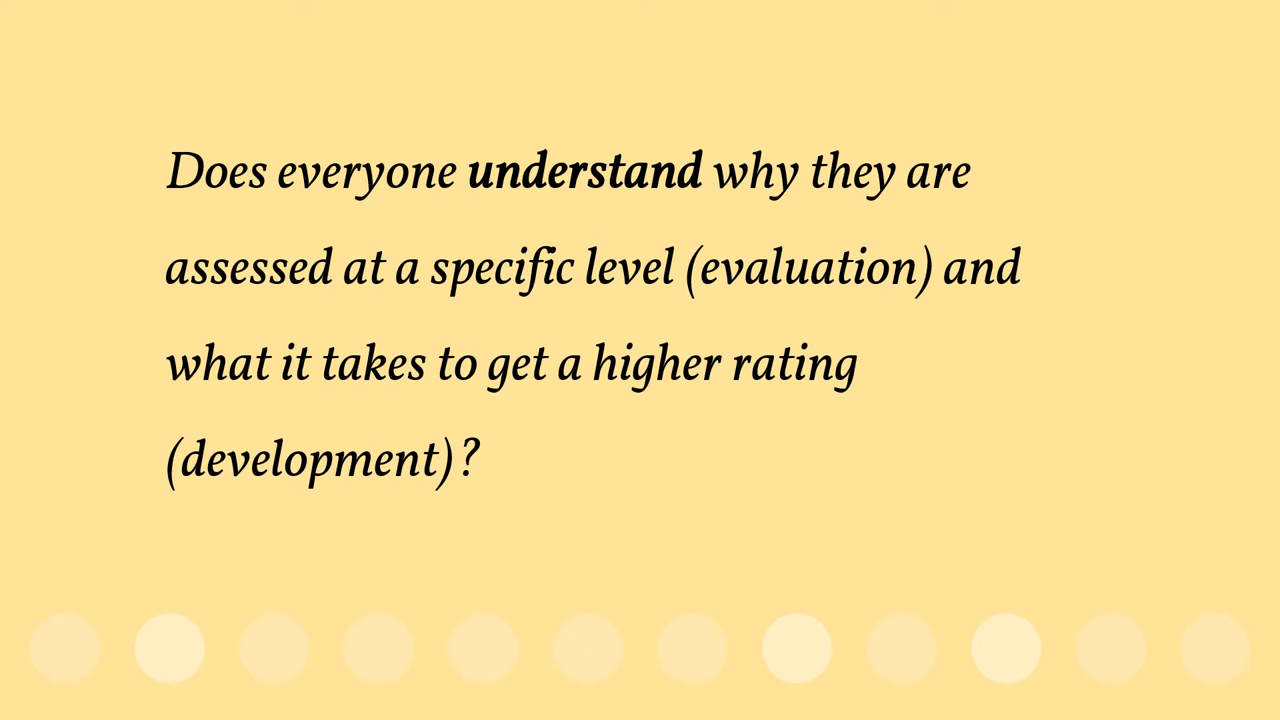 Does everyone understand why they are
assessed at a specific level (evaluation) and
what it takes to get a higher rating
(development)?